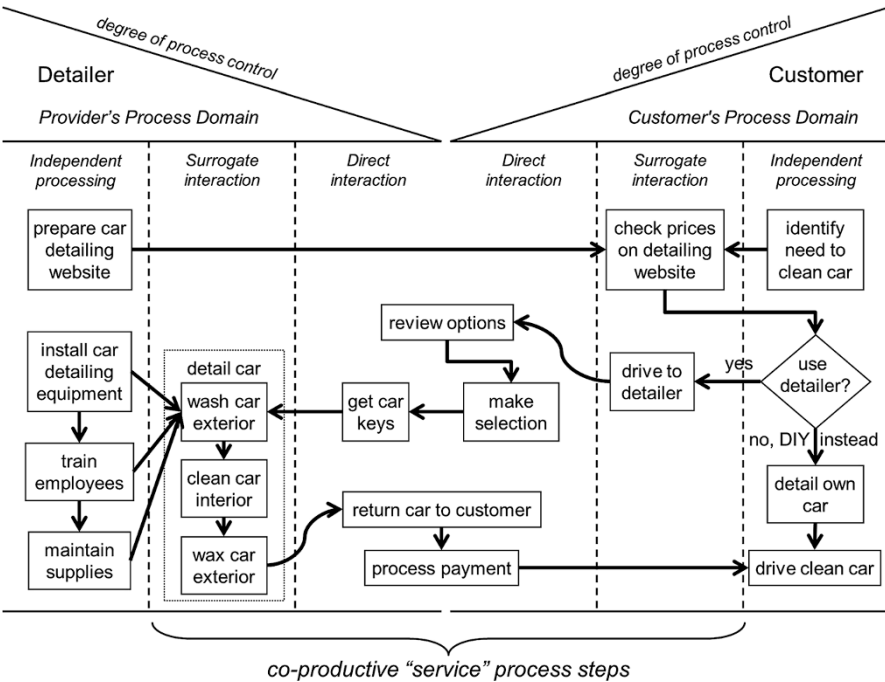 degree of process control
degree of process control
Detailer
Customer
Provider's Process Domain
Customer's Process Domain
Independent
processing
Surrogate
interaction
Direct
interaction
Direct
interaction
Surrogate
interaction
Independent
processing
prepare car
detailing
website
check prices
on detailing
website
identify
need to
clean car
review options
install car
detailing
equipment
detail car
wash car
exterior
get car
keys
make
selection
drive to
detailer
yes
use
detailer?
no, DIY instead
train
employees
clean car
interior
detail own
car
return car to customer
maintain
supplies
wax car
exterior
process payment
drive clean car
co-productive “service” process steps